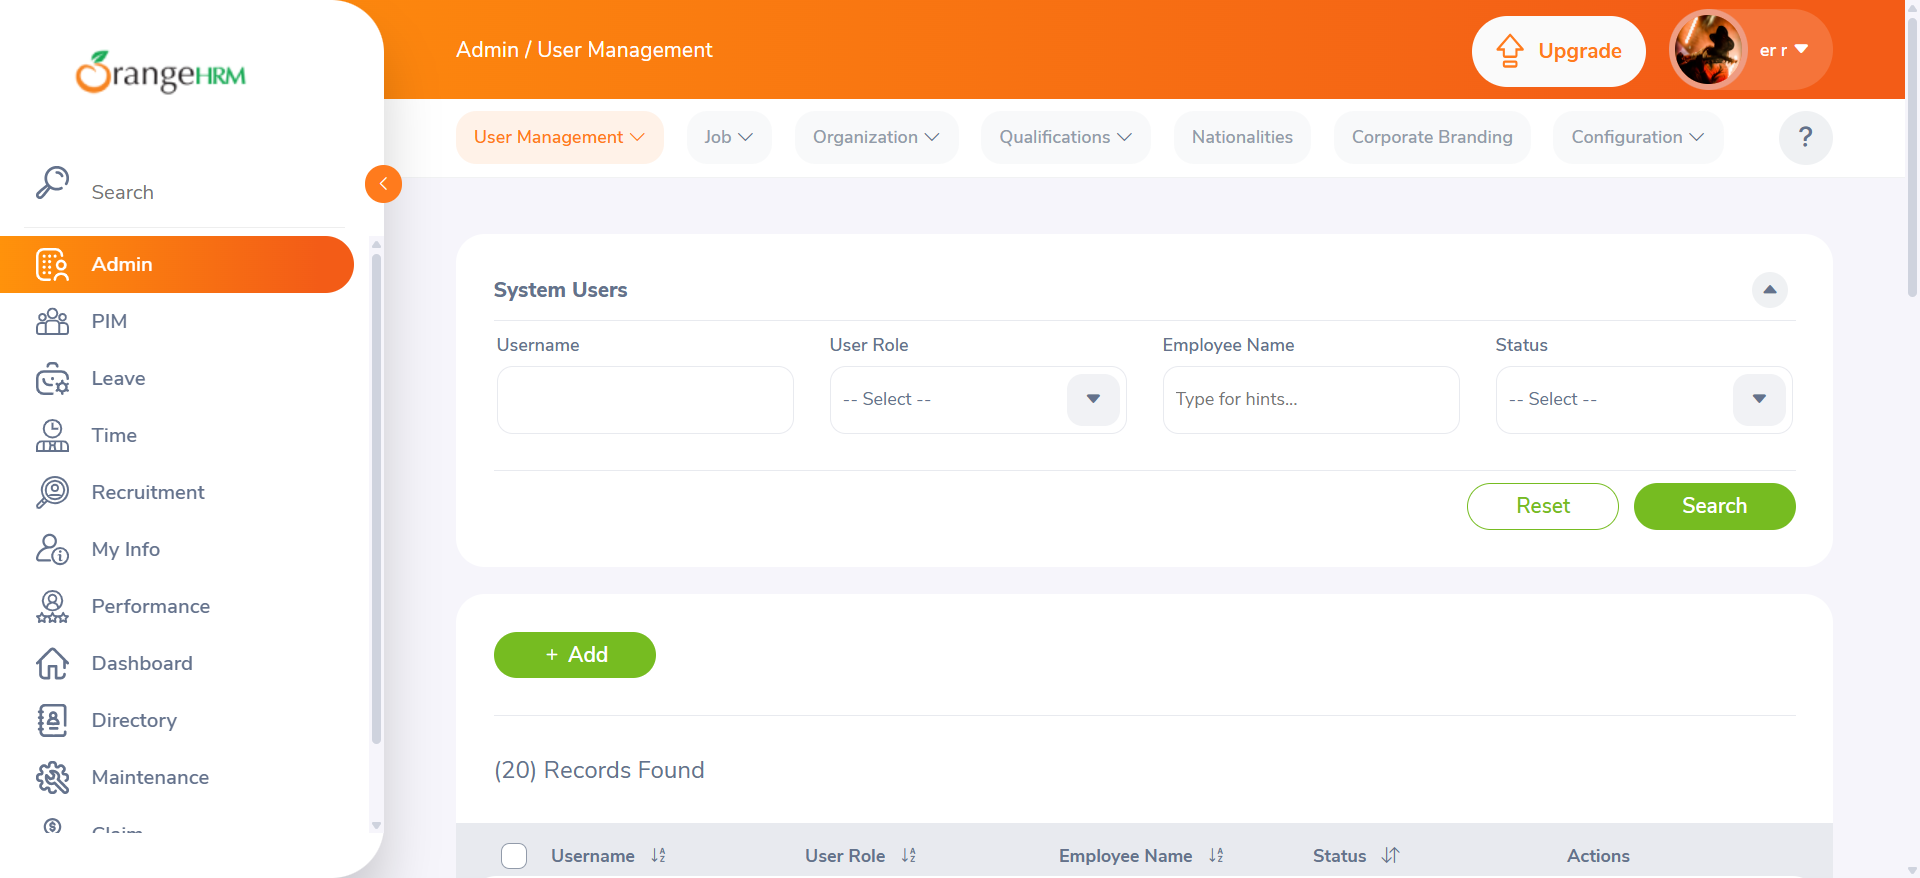 OrangeHRM
Admin / User Management
Upgrade
er r
User Management
Job
Organization
Qualifications
Nationalities
Corporate Branding
Configuration
?
Search
Admin
PIM
Leave
Time
Recruitment
My Info
Performance
Dashboard
Directory
Maintenance
Claim
System Users
Username
User Role
Employee Name
Status
-- Select --
Type for hints...
-- Select --
Reset
Search
+ Add
(20) Records Found
Username
User Role
Employee Name
Status
Actions